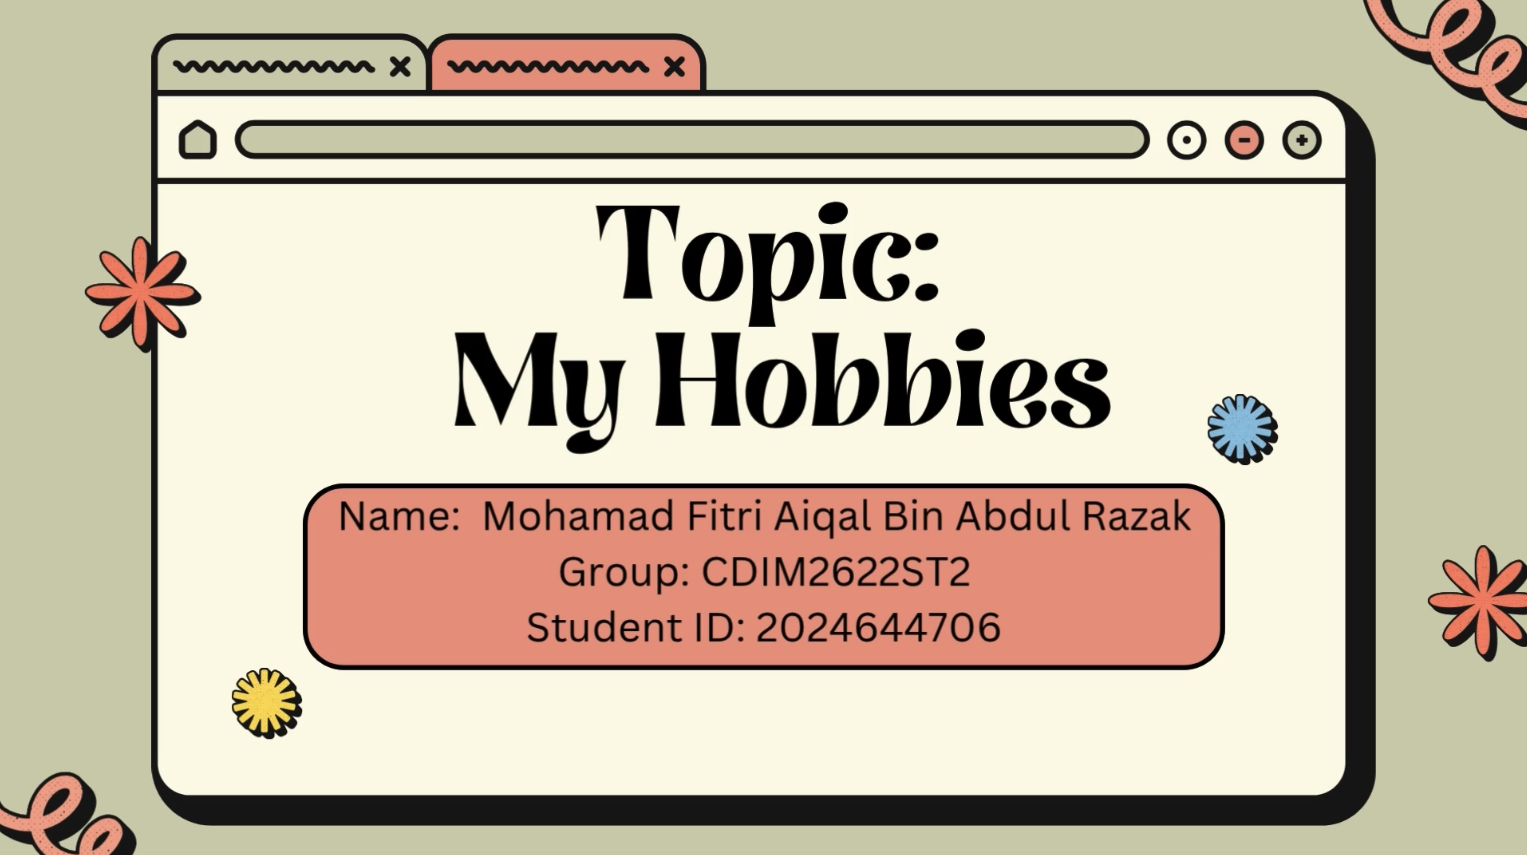 Topic:
My Hobbies
Name:  Mohamad Fitri Aiqal Bin Abdul Razak
Group: CDIM2622ST2
Student ID: 2024644706